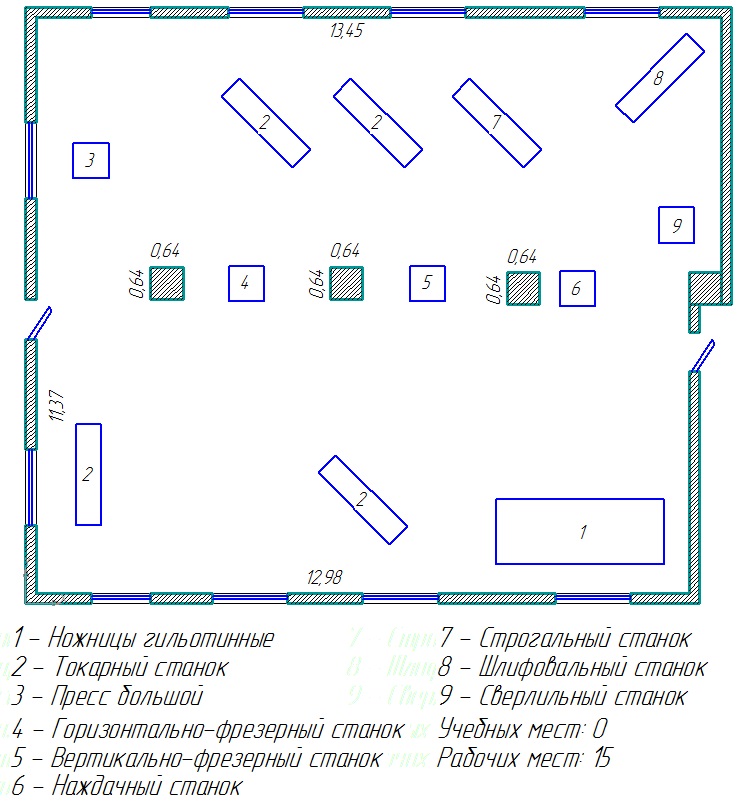 13,45
8
2
2
7
3
9
0,64
0,64
0,64
0,64
0,64
0,64
4
5
6
11,37
2
2
1
12,98
1 – Ножницы гильотинные
2 – Токарный станок
3 – Пресс большой
4 – Горизонтально-фрезерный станок
5 – Вертикально-фрезерный станок
6 – Наждачный станок
7 – Строгальный станок
8 – Шлифовальный станок
9 – Сверлильный станок
Учебных мест: 0
Рабочих мест: 15